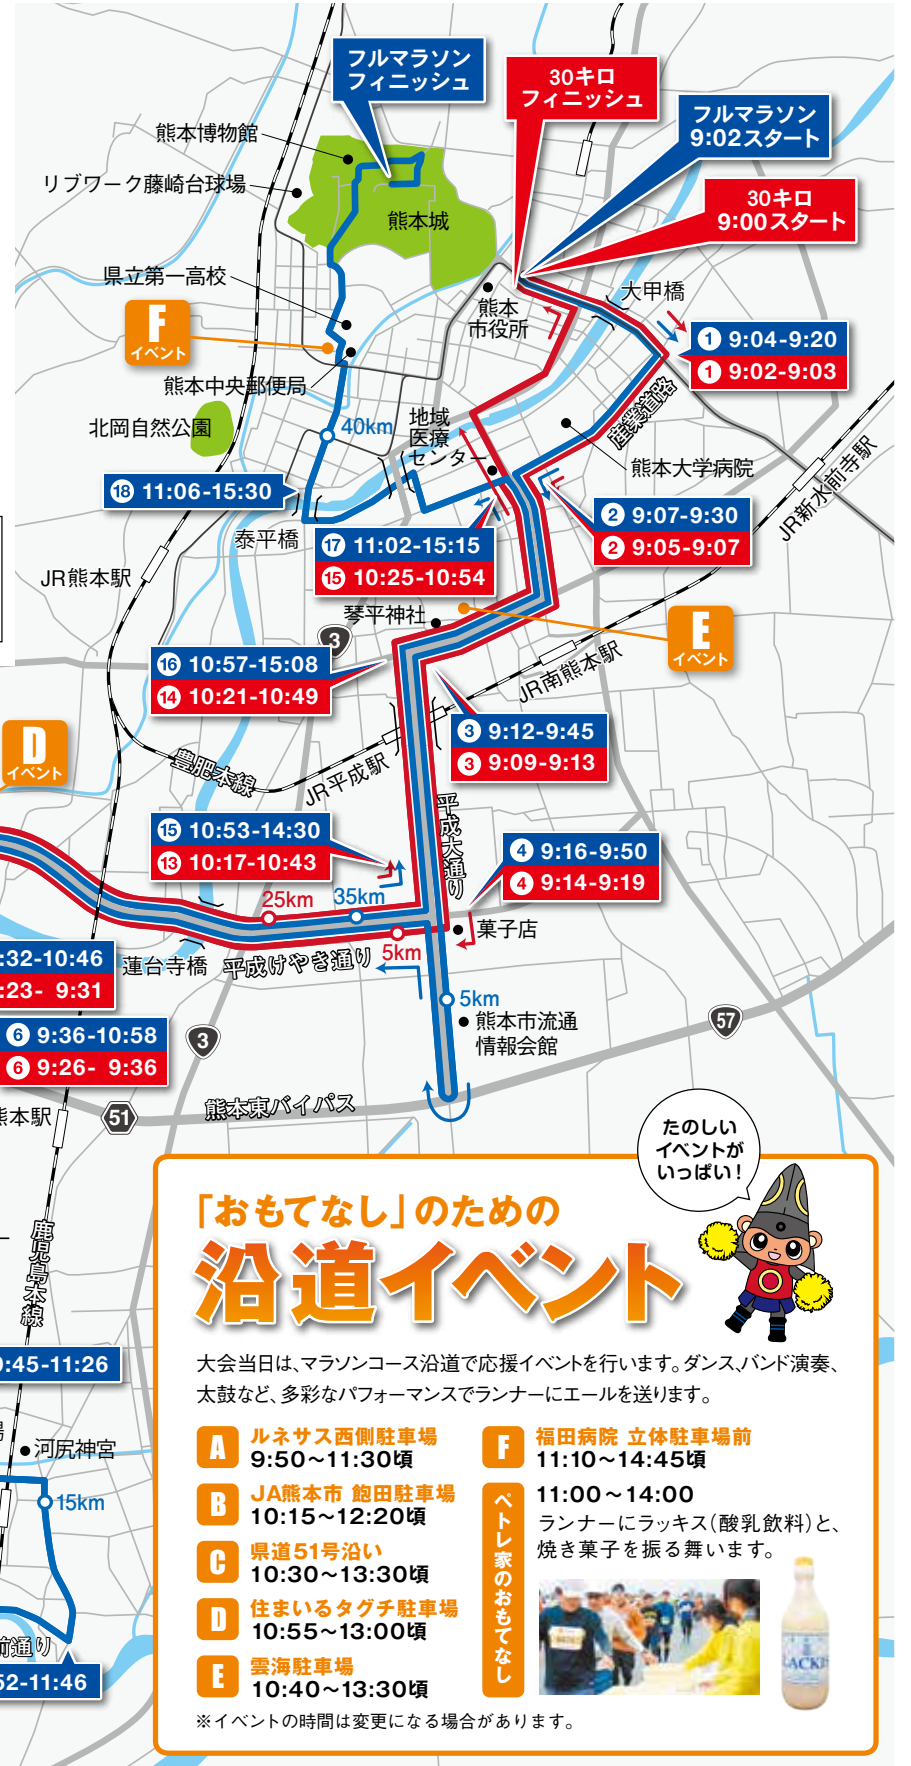 フルマラソン
フィニッシュ
30キロ
フィニッシュ
フルマラソン
9:02スタート
30キロ
9:00スタート
熊本博物館
リブワーク藤崎台球場
熊本城
県立第一高校
熊本
市役所
大甲橋
F
イベント
① 9:04-9:20
① 9:02-9:03
熊本中央郵便局
産業道路
北岡自然公園
40km
地域
医療
センター
熊本大学病院
JR新水前寺駅
⑱ 11:06-15:30
② 9:07-9:30
② 9:05-9:07
泰平橋
⑰ 11:02-15:15
⑮ 10:25-10:54
JR熊本駅
琴平神社
3
E
イベント
⑯ 10:57-15:08
⑭ 10:21-10:49
JR南熊本駅
D
イベント
③ 9:12-9:45
③ 9:09-9:13
豊肥本線
JR平成駅
平成大通り
⑮ 10:53-14:30
⑬ 10:17-10:43
④ 9:16-9:50
④ 9:14-9:19
25km
35km
菓子店
:32-10:46
:23- 9:31
蓮台寺橋
平成けやき通り
5km
5km
熊本市流通
情報会館
57
⑥ 9:36-10:58
⑥ 9:26- 9:36
3
本駅
51
熊本東バイパス
たのしい
イベントが
いっぱい!
「おもてなし」のための
沿道イベント
鹿児島本線
大会当日は、マラソンコース沿道で応援イベントを行います。ダンス、バンド演奏、
太鼓など、多彩なパフォーマンスでランナーにエールを送ります。
:45-11:26
河尻神宮
15km
前通り
52-11:46
A ルネサス西側駐車場
9:50〜11:30頃
B JA熊本市 飽田駐車場
10:15〜12:20頃
C 県道51号沿い
10:30〜13:30頃
D 住まいるタグチ駐車場
10:55〜13:00頃
E 雲海駐車場
10:40〜13:30頃
F 福田病院 立体駐車場前
11:10〜14:45頃
ペトレ家のおもてなし
11:00〜14:00
ランナーにラッキス(酸乳飲料)と、
焼き菓子を振る舞います。
※イベントの時間は変更になる場合があります。